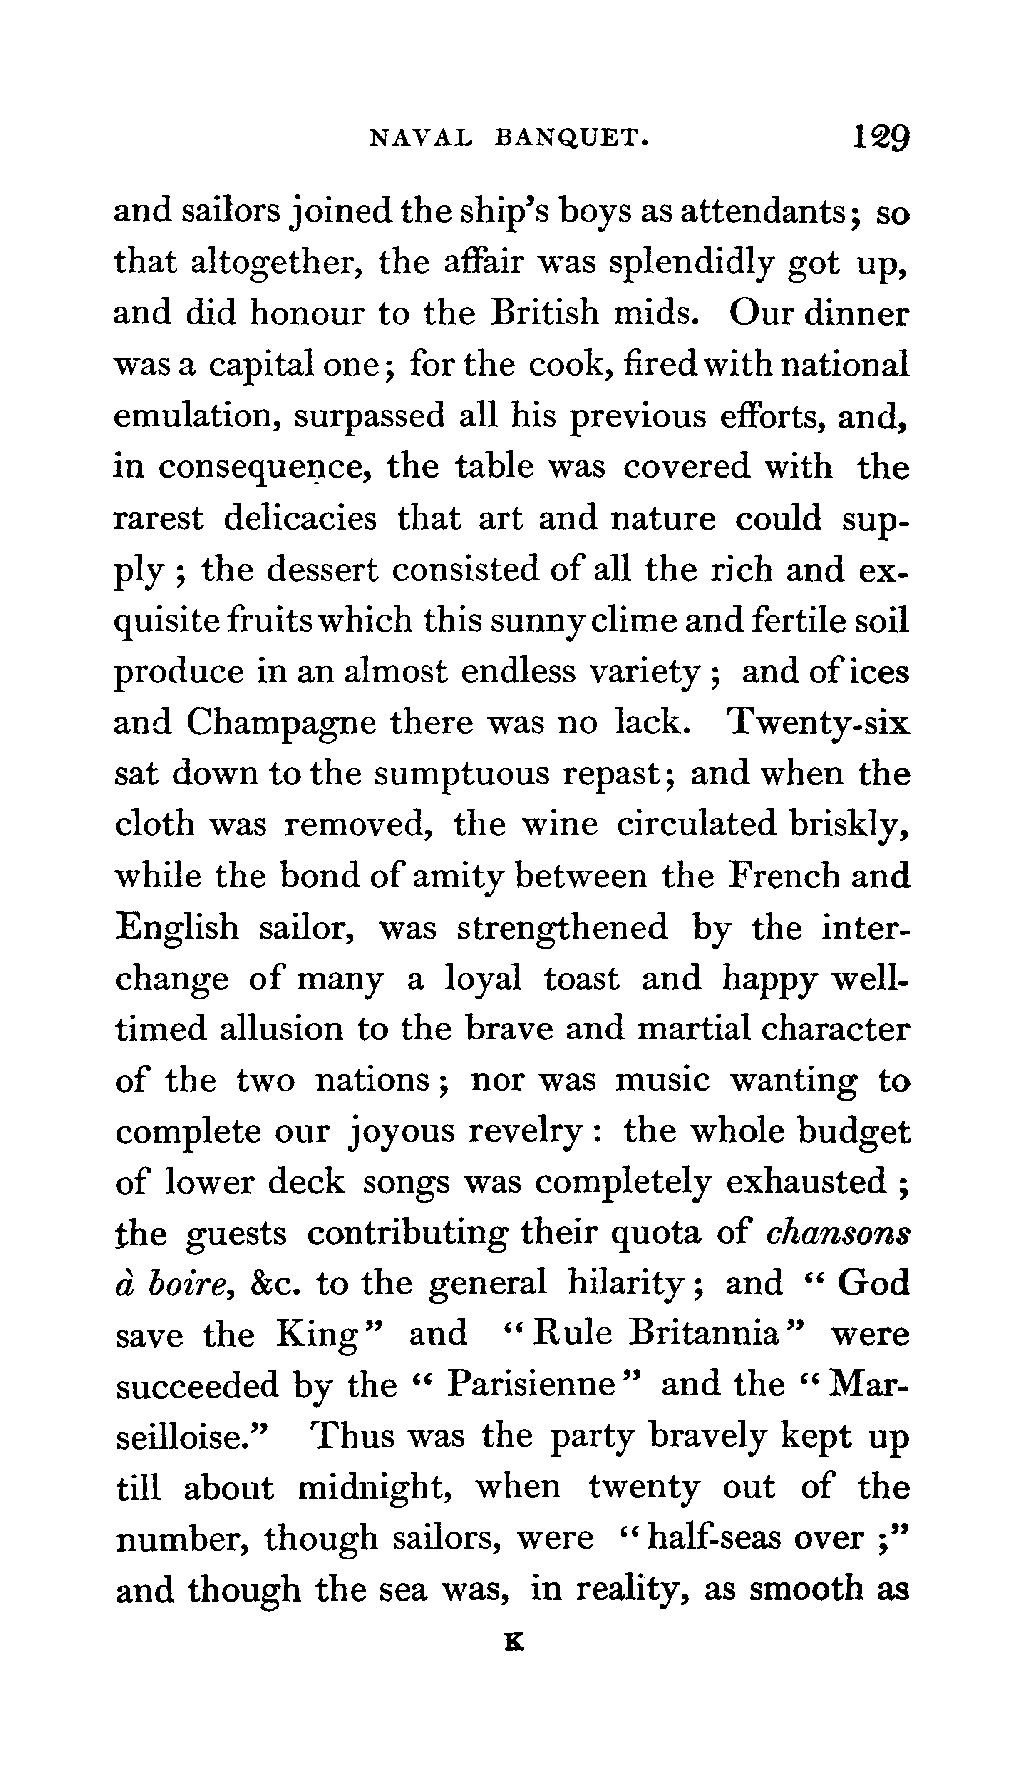 NAVAL BANQUET. 129
and sailors joined the ship's boys as attendants; so
that altogether, the affair was splendidly got up,
and did honour to the British mids. Our dinner
was a capital one; for the cook, fired with national
emulation, surpassed all his previous efforts, and,
in consequence, the table was covered with the
rarest delicacies that art and nature could sup-
ply ; the dessert consisted of all the rich and ex-
quisite fruits which this sunny clime and fertile soil
produce in an almost endless variety ; and of ices
and Champagne there was no lack. Twenty-six
sat down to the sumptuous repast; and when the
cloth was removed, the wine circulated briskly,
while the bond of amity between the French and
English sailor, was strengthened by the inter-
change of many a loyal toast and happy well-
timed allusion to the brave and martial character
of the two nations ; nor was music wanting to
complete our joyous revelry : the whole budget
of lower deck songs was completely exhausted ;
the guests contributing their quota of chansons
à boire, &c. to the general hilarity ; and " God
save the King" and "Rule Britannia" were
succeeded by the " Parisienne" and the "Mar-
seilloise." Thus was the party bravely kept up
till about midnight, when twenty out of the
number, though sailors, were "half-seas over ;"
and though the sea was, in reality, as smooth as
K